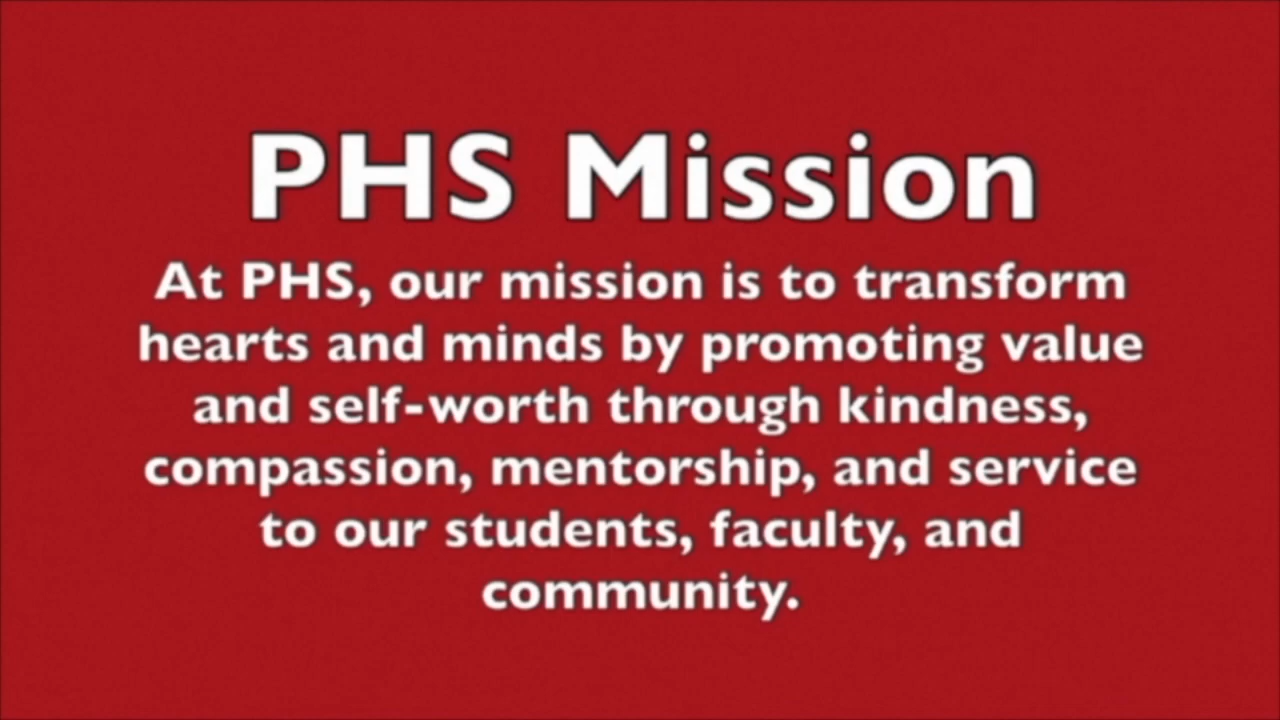 PHS Mission
At PHS, our mission is to transform
hearts and minds by promoting value
and self-worth through kindness,
compassion, mentorship, and service
to our students, faculty, and
community.